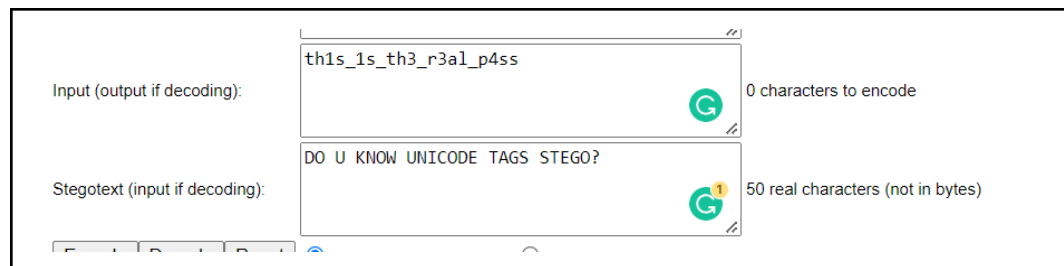 th1s_1s_th3_r3al_p4ss
Input (output if decoding):
0 characters to encode
DO U KNOW UNICODE TAGS STEGO?
1
Stegotext (input if decoding):
50 real characters (not in bytes)